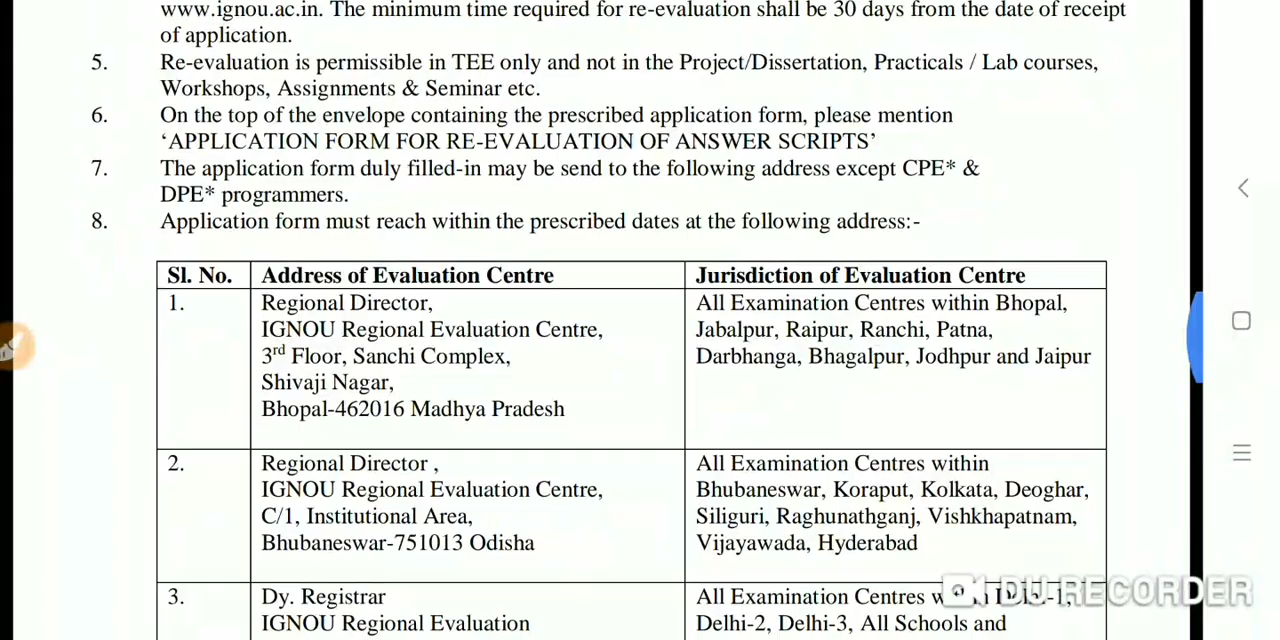 www.ignou.ac.in. The minimum time required for re-evaluation shall be 30 days from the date of receipt
of application.
5. Re-evaluation is permissible in TEE only and not in the Project/Dissertation, Practicals / Lab courses,
Workshops, Assignments & Seminar etc.
6. On the top of the envelope containing the prescribed application form, please mention
‘APPLICATION FORM FOR RE-EVALUATION OF ANSWER SCRIPTS’
7. The application form duly filled-in may be send to the following address except CPE* &
DPE* programmers.
8. Application form must reach within the prescribed dates at the following address:-
Sl. No. Address of Evaluation Centre Jurisdiction of Evaluation Centre
1. Regional Director,
IGNOU Regional Evaluation Centre,
3rd Floor, Sanchi Complex,
Shivaji Nagar,
Bhopal-462016 Madhya Pradesh
All Examination Centres within Bhopal,
Jabalpur, Raipur, Ranchi, Patna,
Darbhanga, Bhagalpur, Jodhpur and Jaipur
2. Regional Director ,
IGNOU Regional Evaluation Centre,
C/1, Institutional Area,
Bhubaneswar-751013 Odisha
All Examination Centres within
Bhubaneswar, Koraput, Kolkata, Deoghar,
Siliguri, Raghunathganj, Vishkhapatnam,
Vijayawada, Hyderabad
3. Dy. Registrar
IGNOU Regional Evaluation
All Examination Centres
Delhi-2, Delhi-3, All Schools and
DU RECORDER